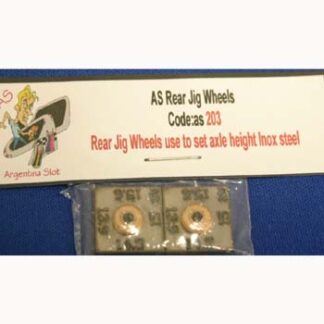 AS
AS Rear Jig Wheels
Code:as 203
Rear Jig Wheels use to set axle height Inox steel
Argentina Slot